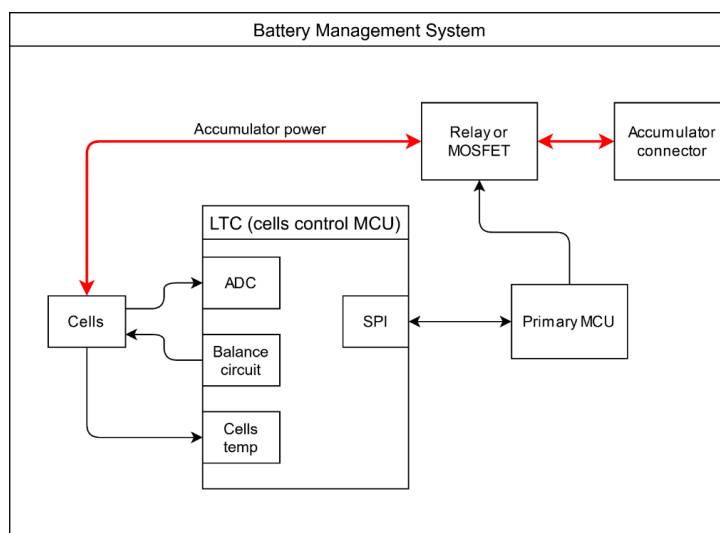 Battery Management System
Accumulator power
Relay or
MOSFET
Accumulator
connector
LTC (cells control MCU)
ADC
Cells
SPI
Primary MCU
Balance
circuit
Cells
temp